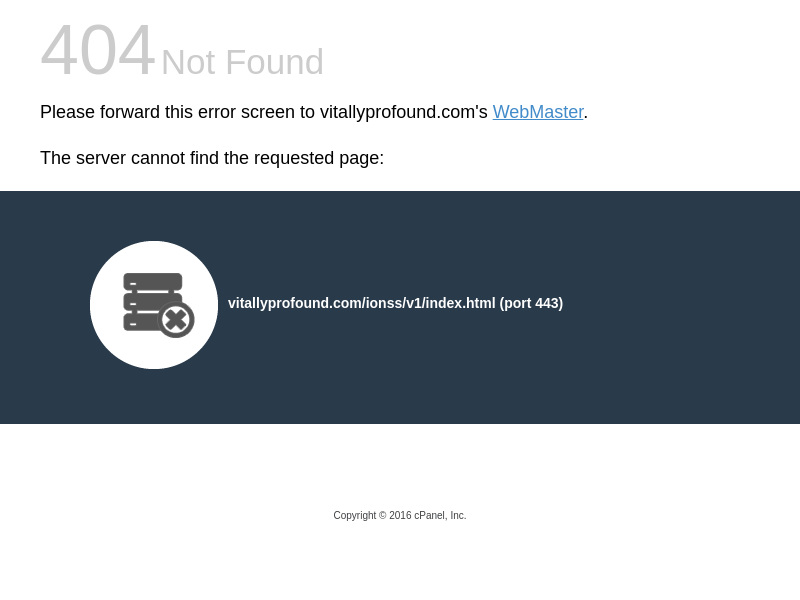 404 Not Found
Please forward this error screen to vitallyprofound.com's WebMaster.
The server cannot find the requested page:
vitallyprofound.com/ionss/v1/index.html (port 443)
Copyright © 2016 cPanel, Inc.